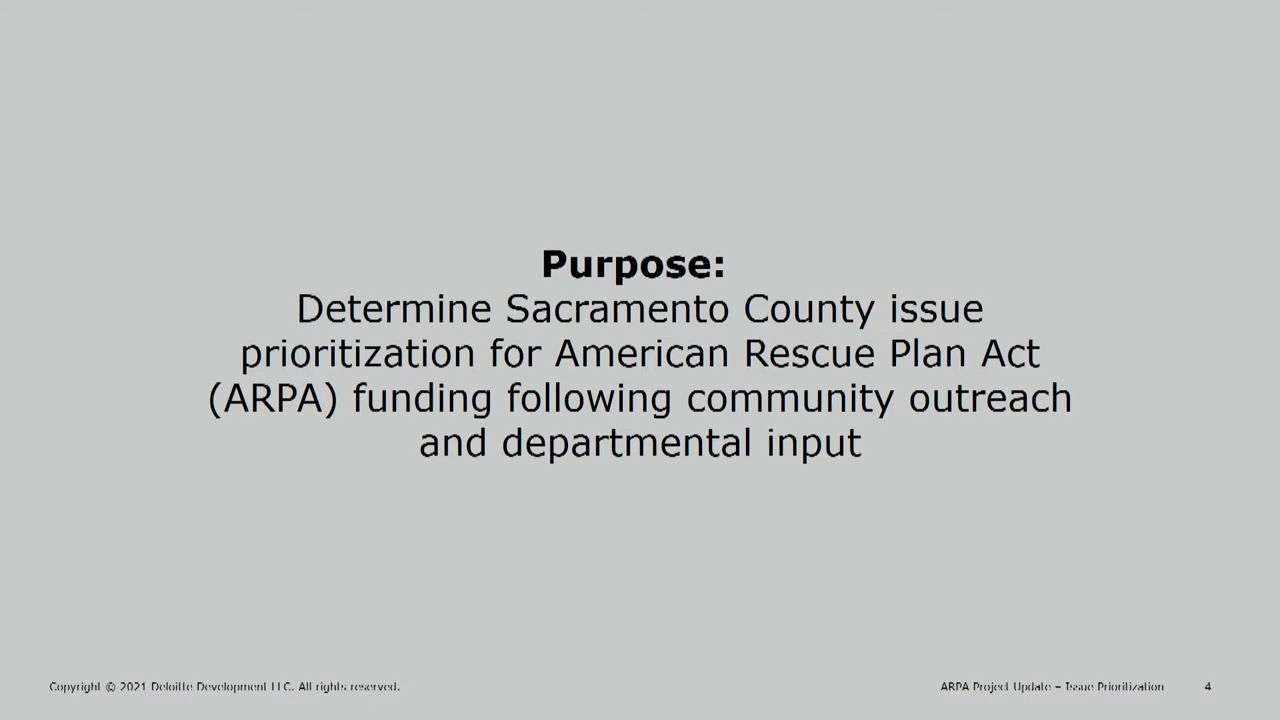 Purpose:
Determine Sacramento County issue
prioritization for American Rescue Plan Act
(ARPA) funding following community outreach
and departmental input
Copyright © 2021 Deloitte Development LLC. All rights reserved.
ARPA Project Update – Issue Prioritization
4